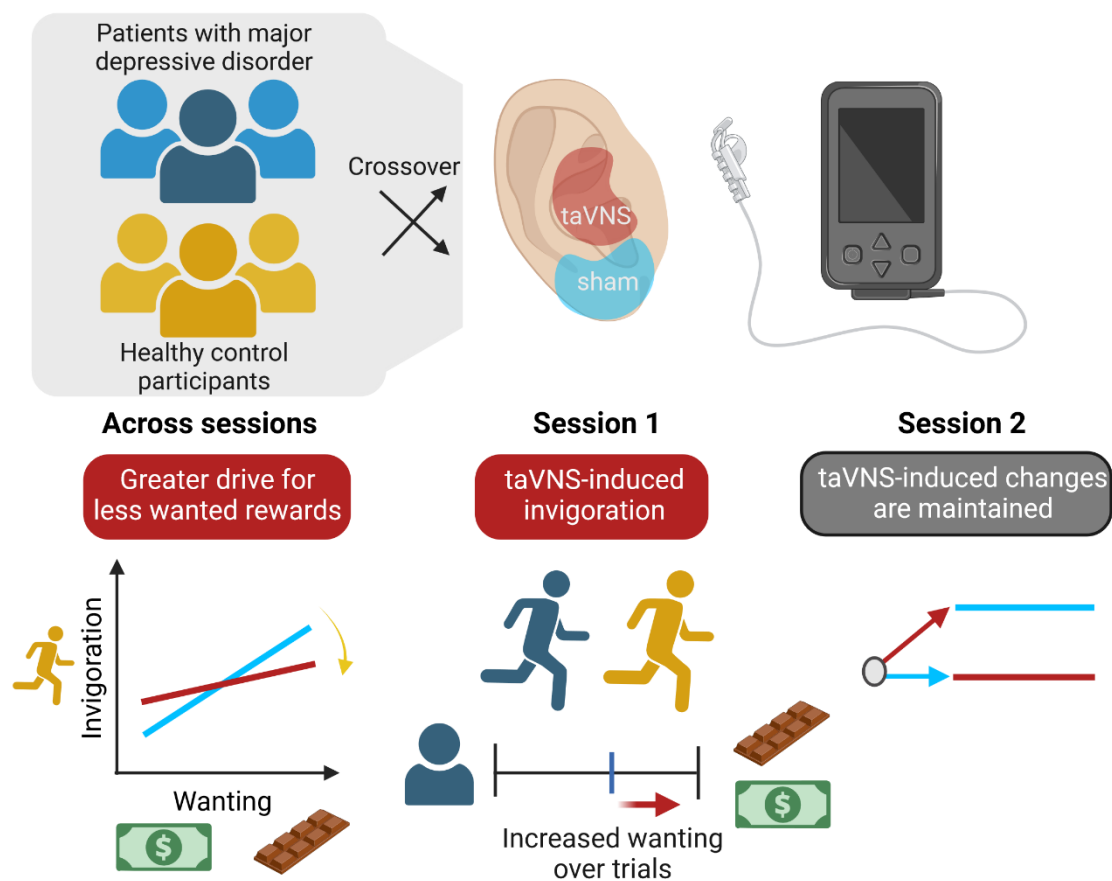 Patients with major
depressive disorder
Crossover
taVNS
sham
Healthy control
participants
Across sessions
Greater drive for
less wanted rewards
Invigoration
Wanting
$
Session 1
taVNS-induced
invigoration
Increased wanting
over trials
$
Session 2
taVNS-induced changes
are maintained